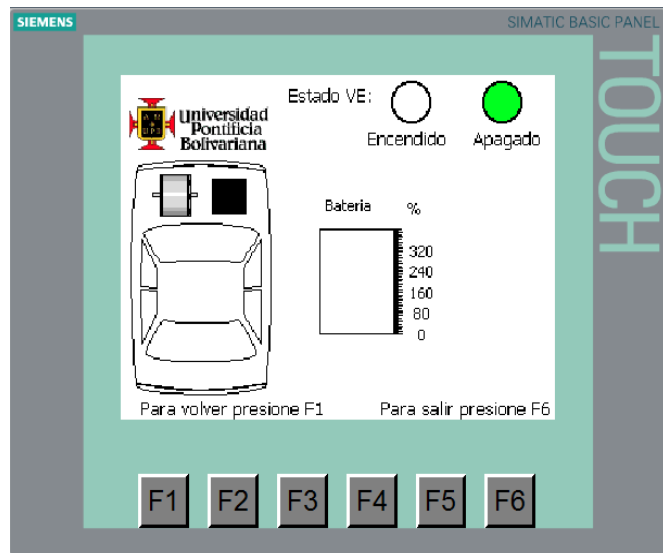 SIEMENS
SIMATIC BASIC PANEL
TOUCH
Universidad
Pontificia
Bolivariana
Estado VE:
Encendido
Apagado
Bateria %
320
240
160
80
0
Para volver presione F1
Para salir presione F6
F1 F2 F3 F4 F5 F6